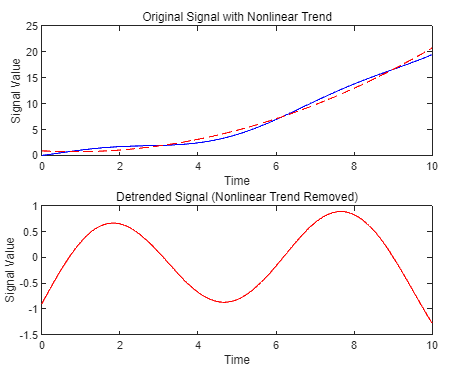 Original Signal with Nonlinear Trend
25
20
15
10
5
0
Signal Value
0 2 4 6 8 10
Time
Detrended Signal (Nonlinear Trend Removed)
1
0.5
0
-0.5
-1
-1.5
Signal Value
0 2 4 6 8 10
Time